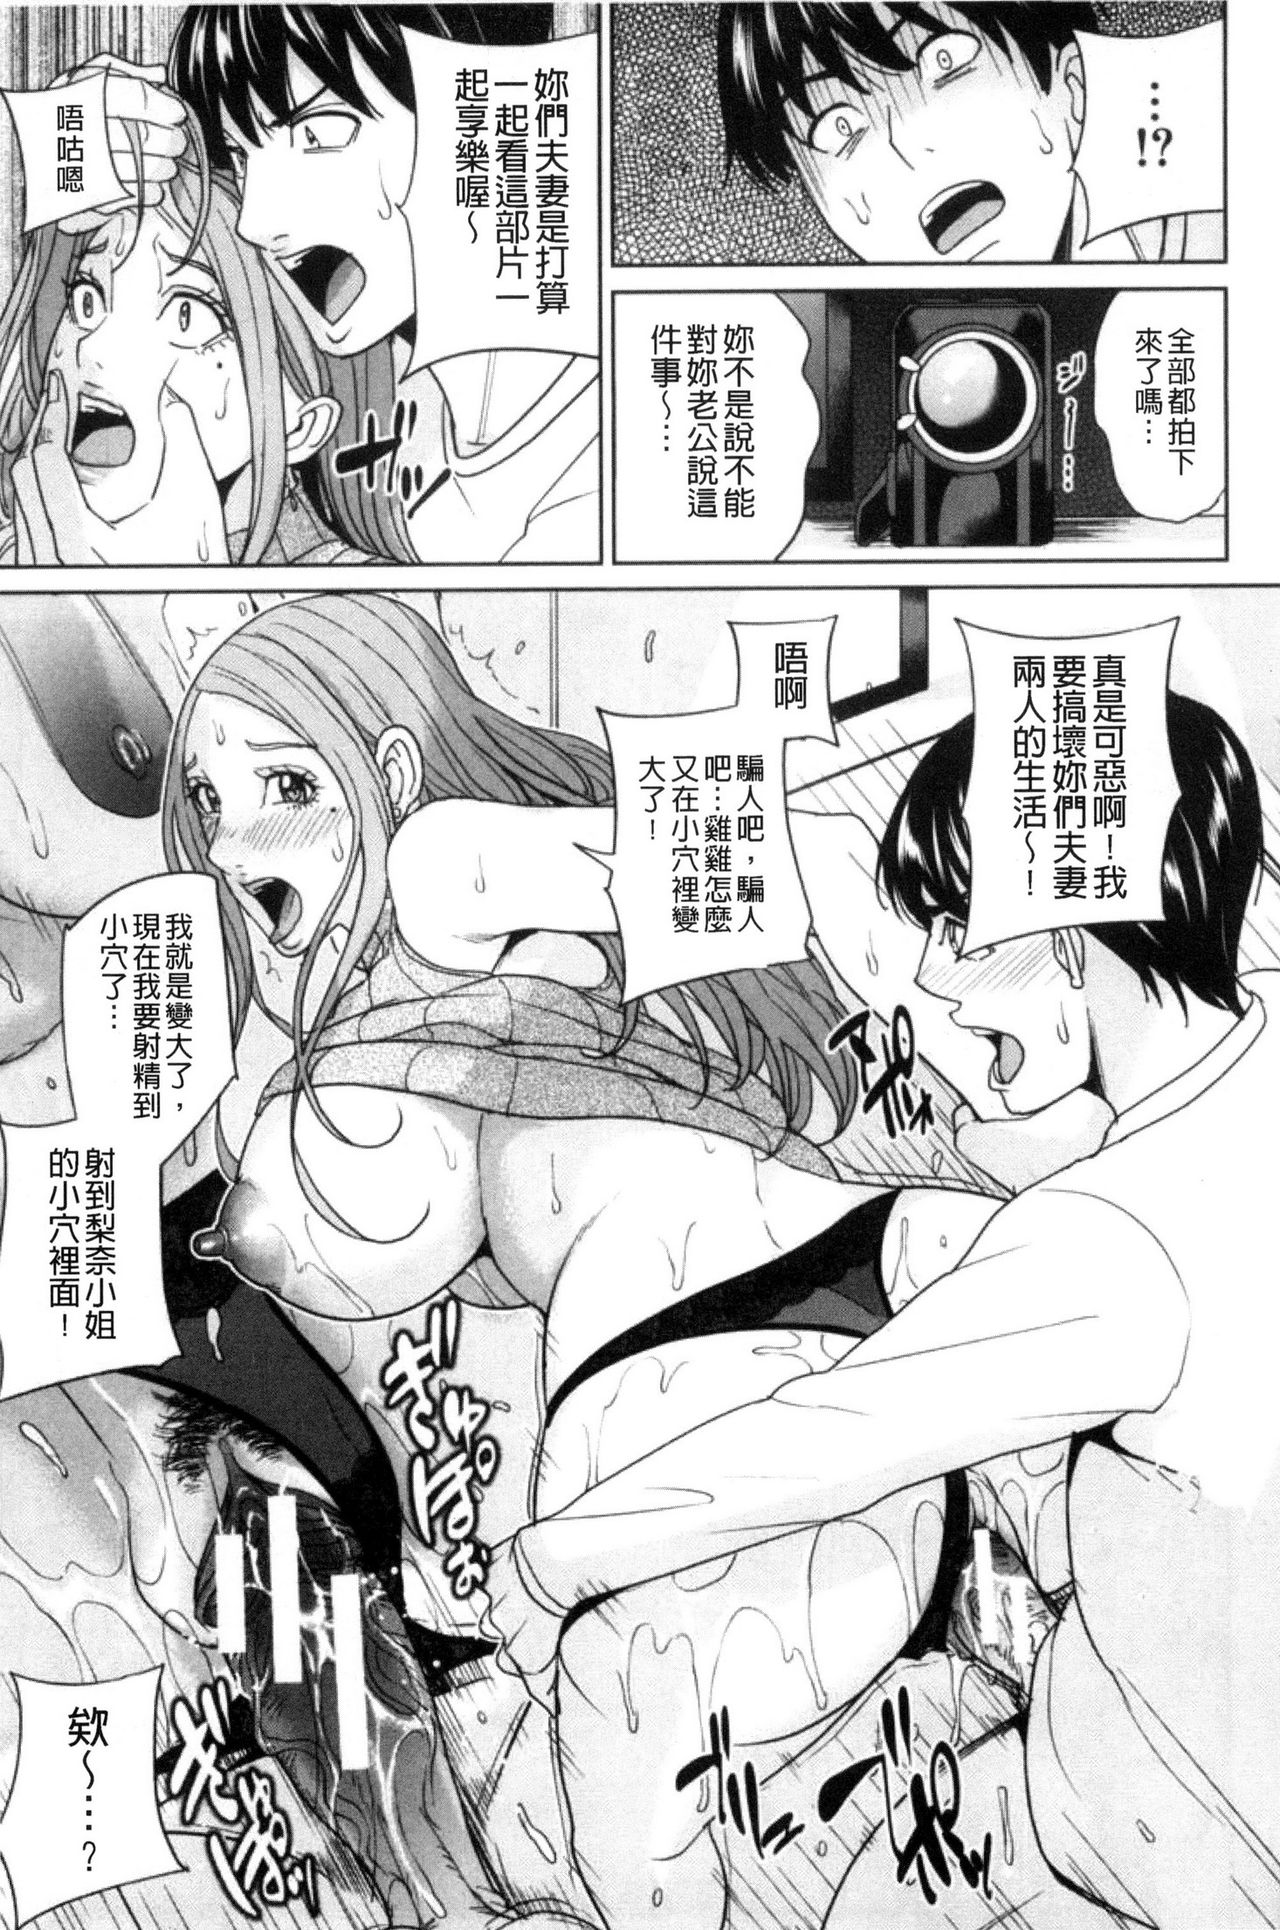 …!?
全部都拍下
來了嗎…
ジー…
妳不是說不能
對妳老公說這
件事～…
妳們夫妻是打算
一起看這部片一
起享樂喔～
唔咕嗯
真是可惡啊！我
要搞壞妳們夫妻
兩人的生活～！
唔啊
騙人吧，騙人
吧…雞雞怎麼
又在小穴裡變
大了！
我就是變大了，
現在我要射精到
小穴了…
射到梨奈小姐
的小穴裡面！
欸～…？